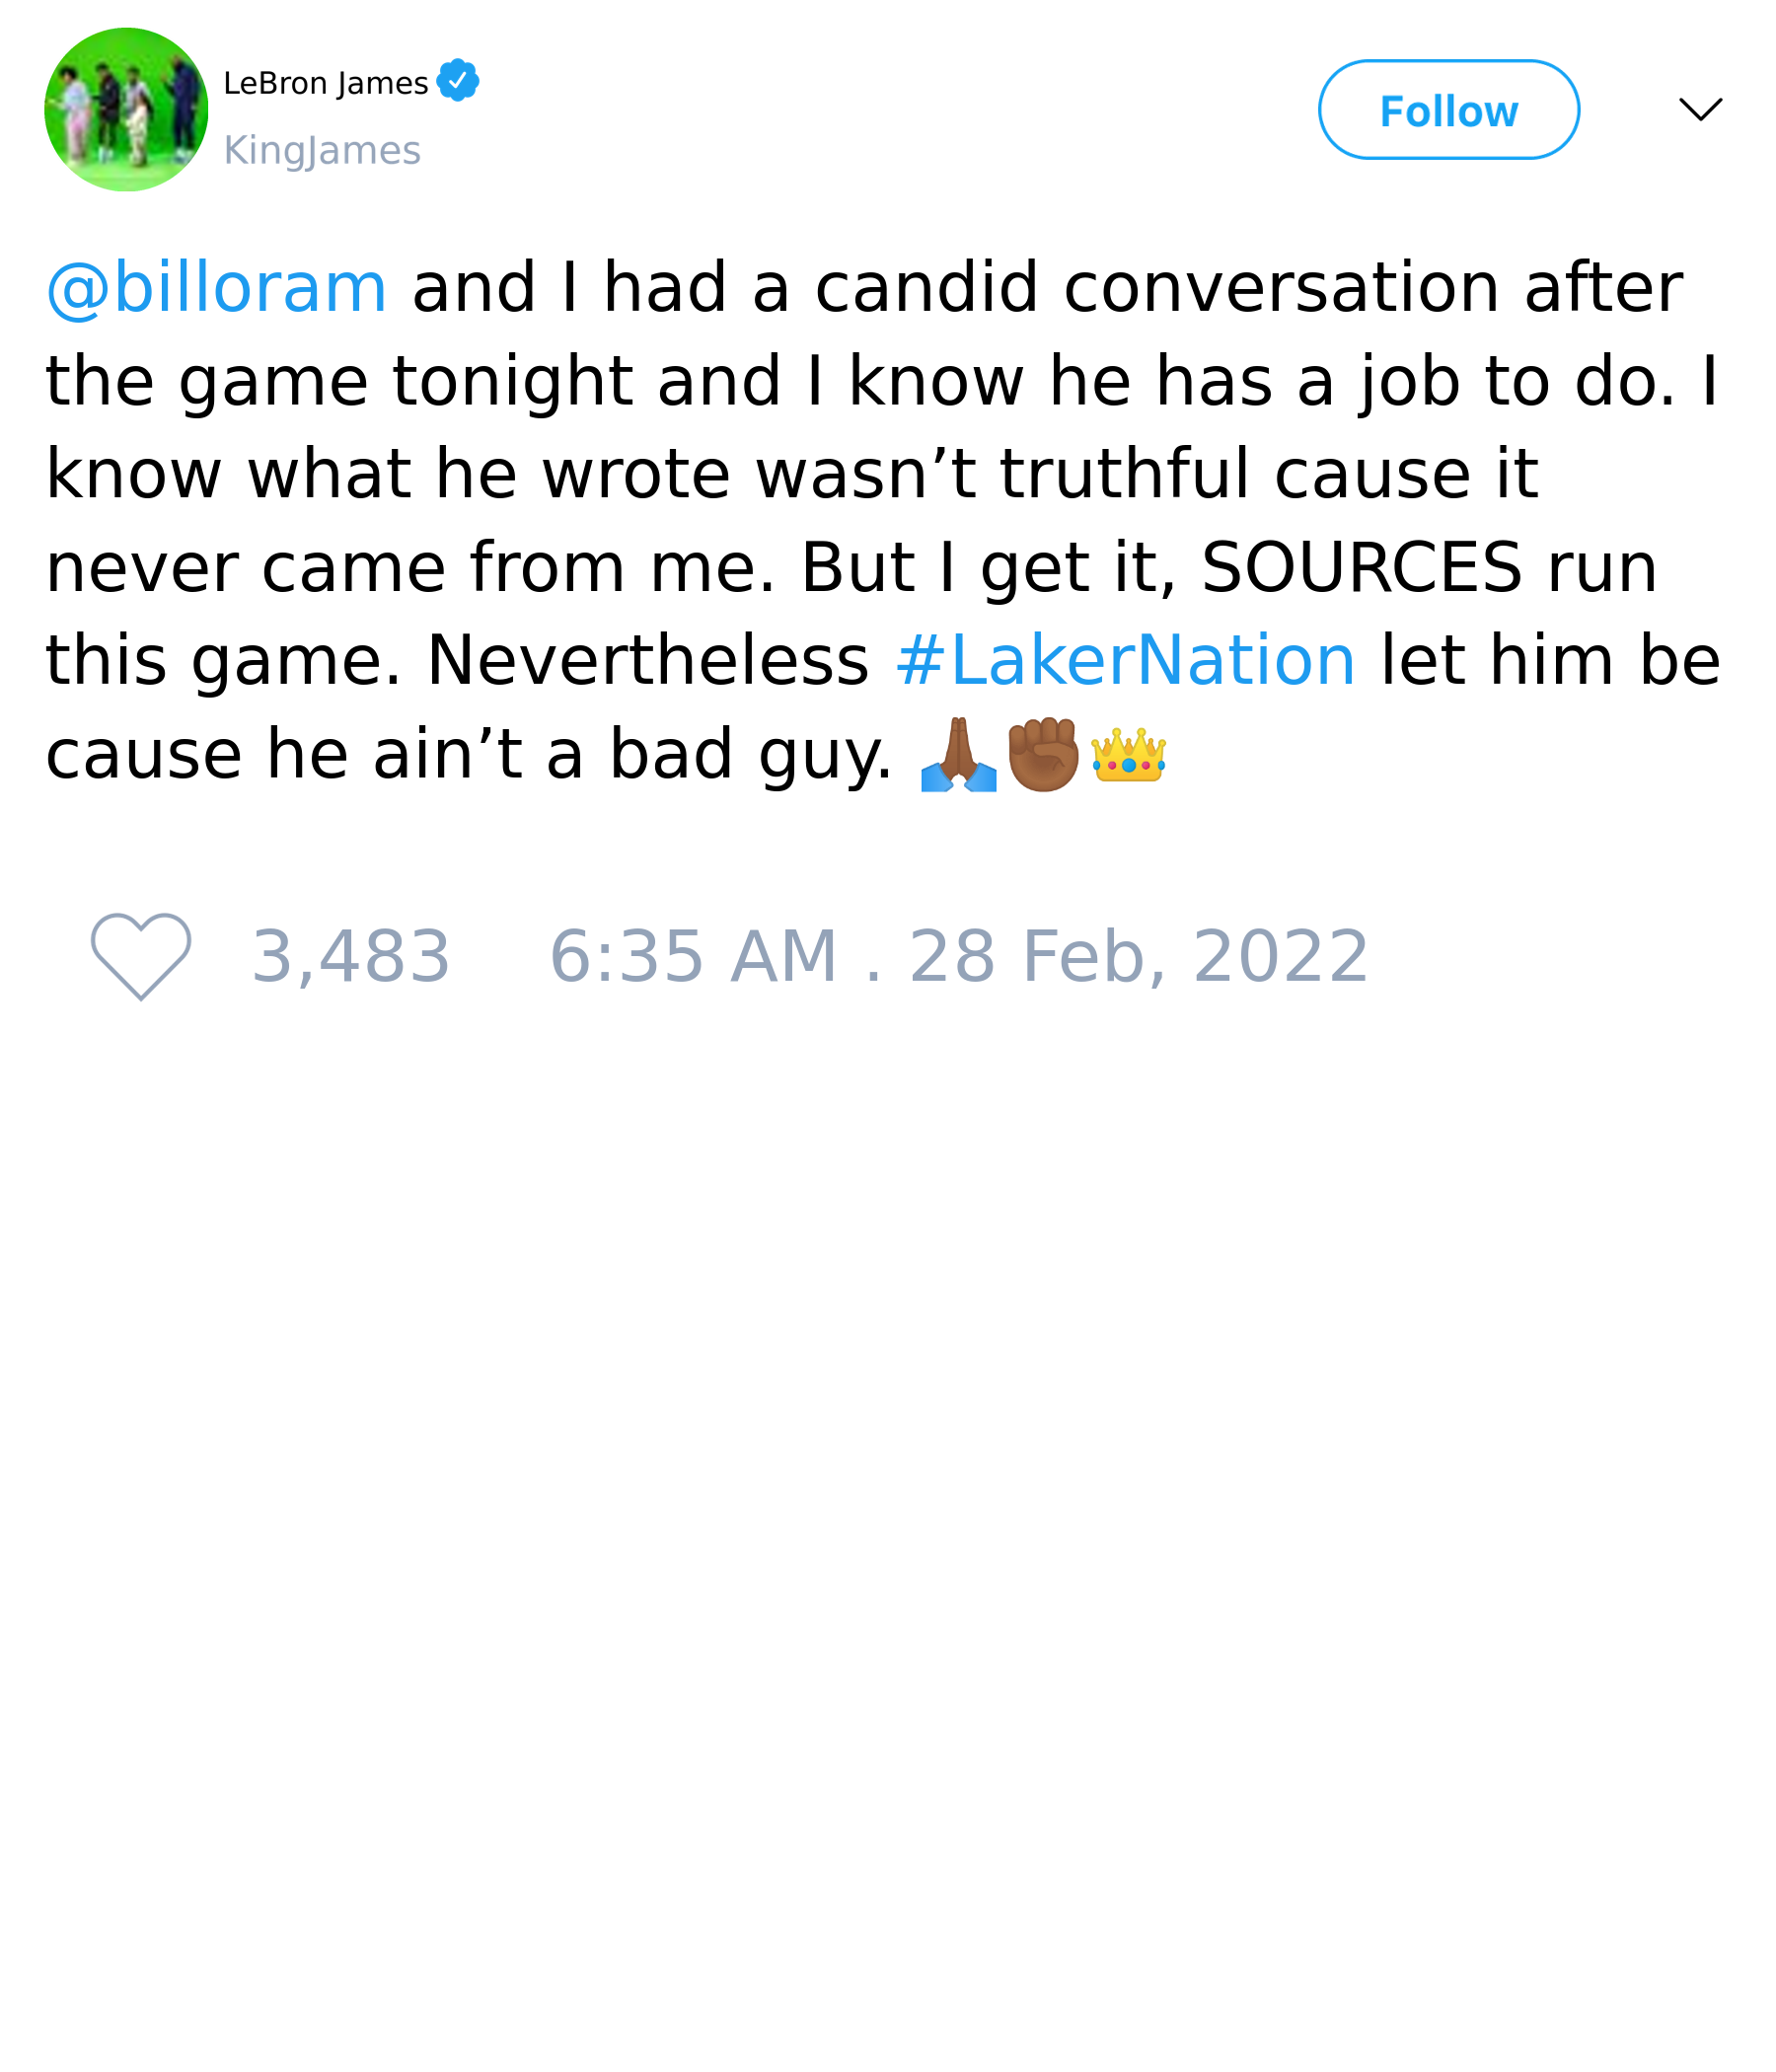 LeBron James
KingJames
Follow
@billoram and I had a candid conversation after
the game tonight and I know he has a job to do. I
know what he wrote wasn’t truthful cause it
never came from me. But I get it, SOURCES run
this game. Nevertheless #LakerNation let him be
cause he ain’t a bad guy. 🙏🏾✊🏾👑
3,483 6:35 AM . 28 Feb, 2022